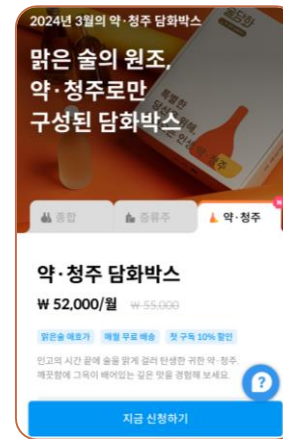 2024년 3월의 약·청주 담화박스
맑은 술의 원조,
약·청주로만
구성된 담화박스
종합
증류주
약·청주
약·청주 담화박스
₩ 52,000/월 ₩ 55,000
맑은술 애호가 매월 무료 배송 첫 구독 10% 할인
인고의 시간 끝에 술을 맑게 걸러 탄생한 귀한 약·청주.
깨끗함에 그윽이 배어있는 깊은 맛을 경험해 보세요.
?
지금 신청하기